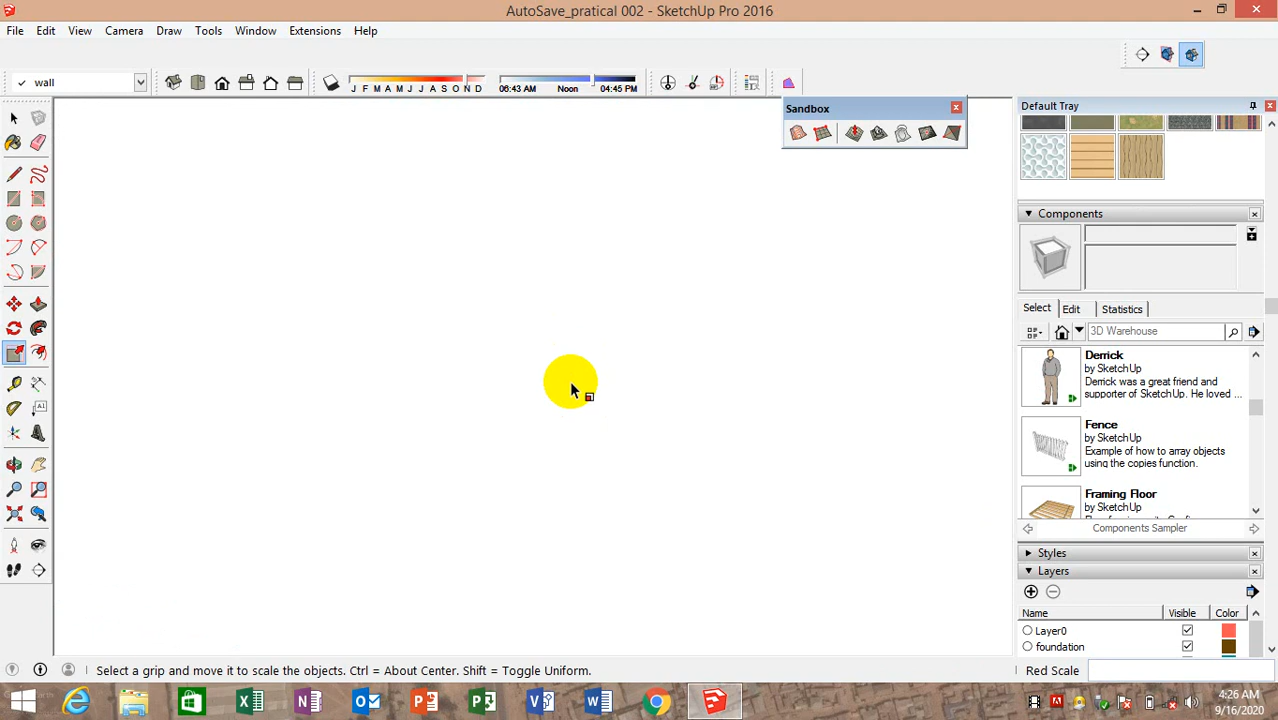 AutoSave_pratical 002 - SketchUp Pro 2016
File Edit View Camera Draw Tools Window Extensions Help
wall
J F M A M J J A S O N D
06:43 AM Noon 04:45 PM
Sandbox
Default Tray
Components
Select Edit Statistics
3D Warehouse
Derrick
by SketchUp
Derrick was a great friend and
supporter of SketchUp. He loved ...
Fence
by SketchUp
Example of how to array objects
using the copies function.
Framing Floor
by SketchUp
Components Sampler
Styles
Layers
Name Visible Color
Layer0
foundation
Select a grip and move it to scale the objects. Ctrl = About Center. Shift = Toggle Uniform.
Red Scale
4:26 AM
9/16/2020